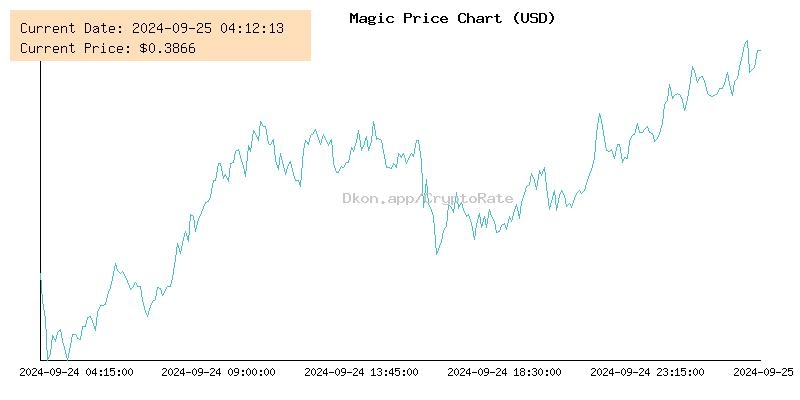 Magic Price Chart (USD)
Current Date: 2024-09-25 04:12:13
Current Price: $0.3866
Dkon.app/CryptoRate
2024-09-24 04:15:00 2024-09-24 09:00:00 2024-09-24 13:45:00 2024-09-24 18:30:00 2024-09-24 23:15:00 2024-09-25